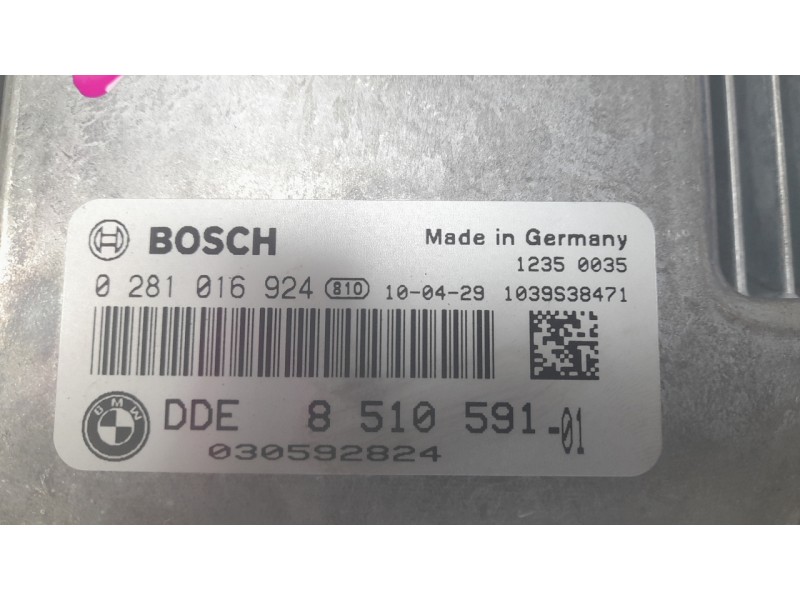 BOSCH Made in Germany
1235 0035
0 281 016 924 810 10-04-29 1039S38471
BMW DDE 8 510 591-01
030592824